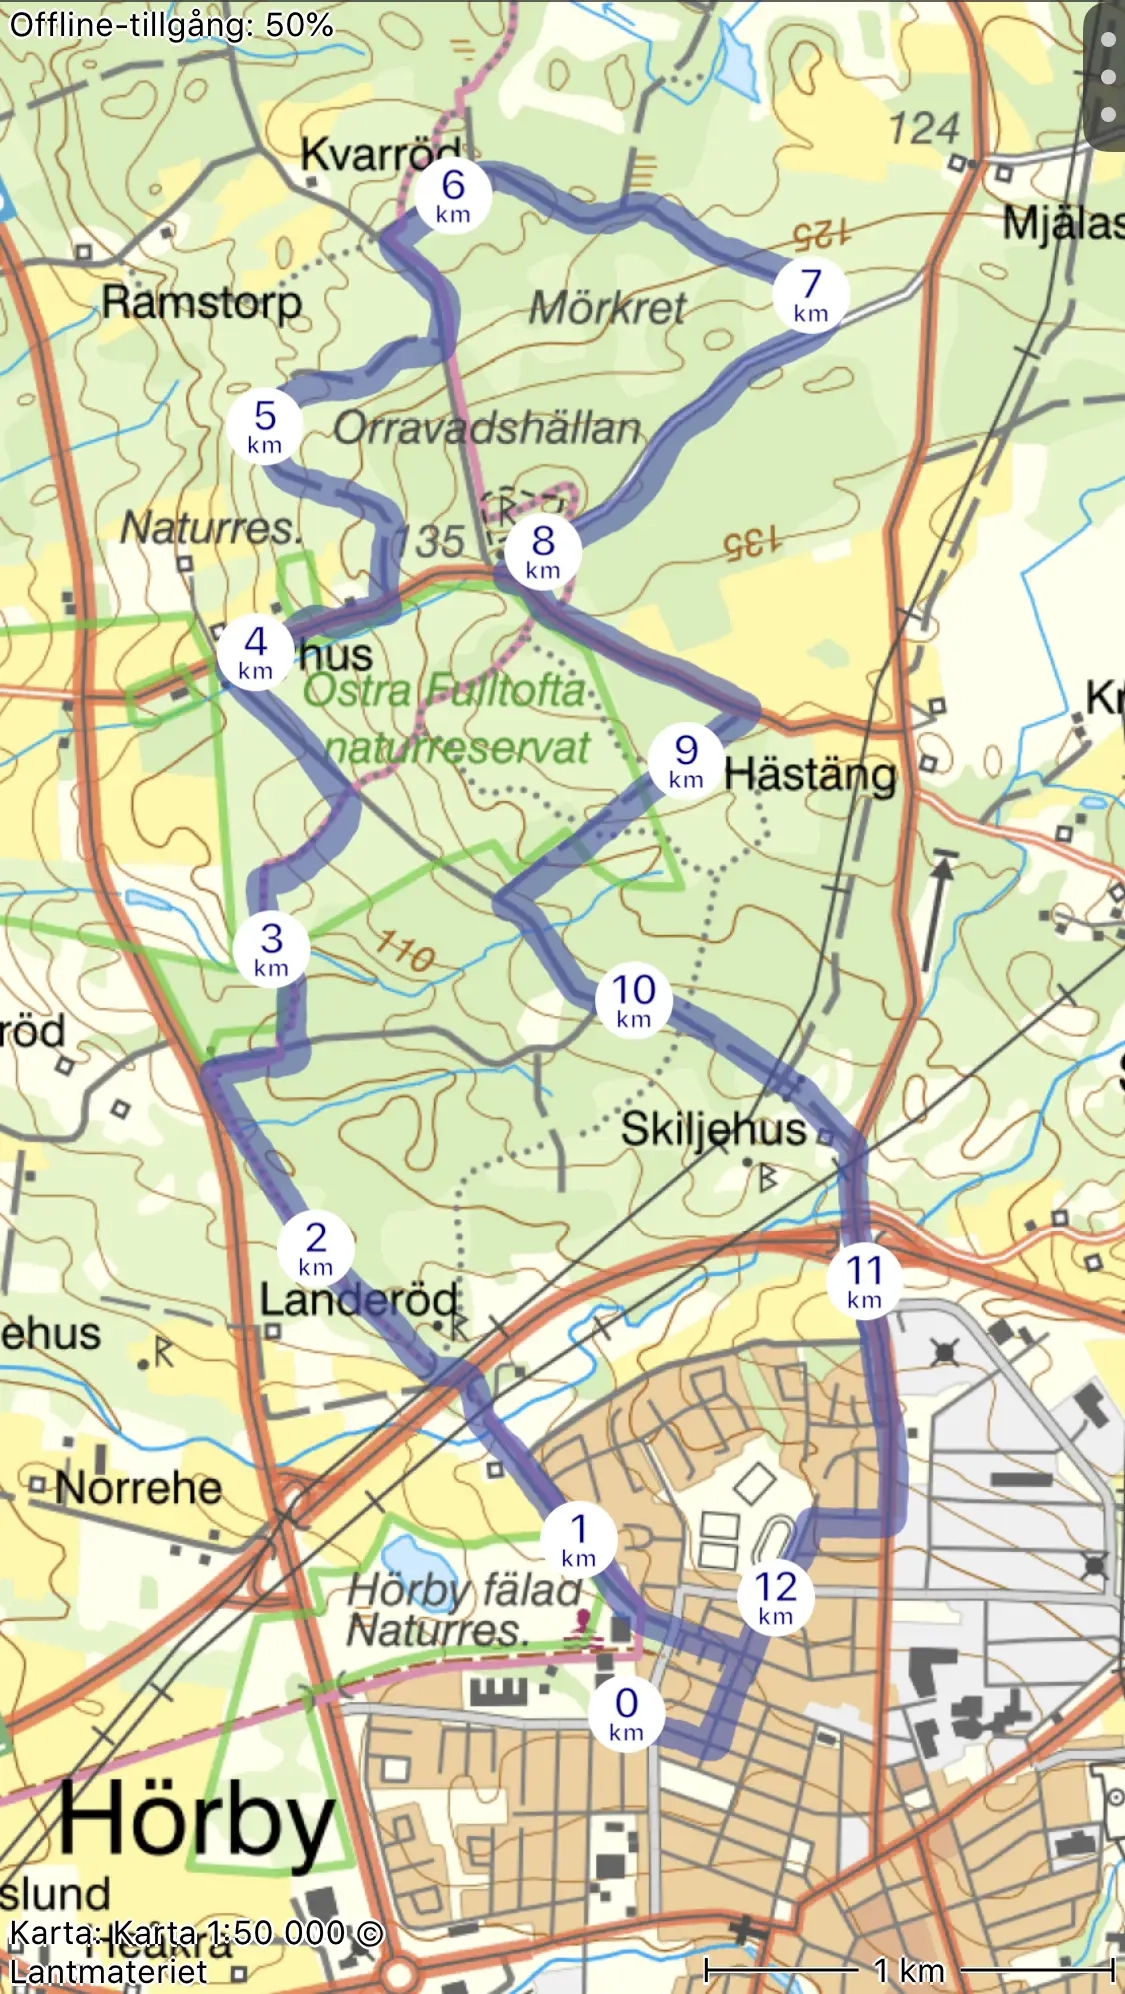 Offline-tillgång: 50%
124
Kvarröd
6
km
Mjälas
125
7
km
Ramstorp
Mörkret
5
km
Orravadshällan
Naturres.
135
R
8
km
135
4
km
hus
Östra Fulltofta
naturreservat
Kr
9
km
Hästäng
3
km
110
10
km
röd
Skiljehus
2
km
Landeröd
R
11
km
ehus
R
Norrehe
1
km
Hörby fälad
Naturres.
12
km
0
km
Hörby
slund
Karta: Karta 1:50 000 ©
Lantmäteriet
1 km